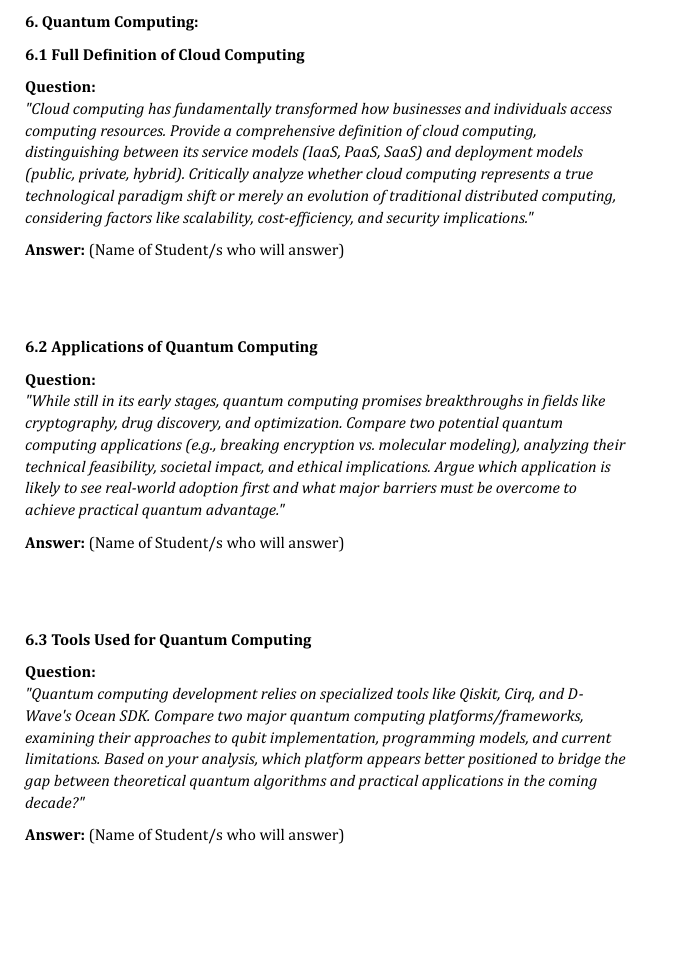 6. Quantum Computing:
6.1 Full Definition of Cloud Computing
Question:
"Cloud computing has fundamentally transformed how businesses and individuals access
computing resources. Provide a comprehensive definition of cloud computing,
distinguishing between its service models (IaaS, PaaS, SaaS) and deployment models
(public, private, hybrid). Critically analyze whether cloud computing represents a true
technological paradigm shift or merely an evolution of traditional distributed computing,
considering factors like scalability, cost-efficiency, and security implications."
Answer: (Name of Student/s who will answer)
6.2 Applications of Quantum Computing
Question:
"While still in its early stages, quantum computing promises breakthroughs in fields like
cryptography, drug discovery, and optimization. Compare two potential quantum
computing applications (e.g., breaking encryption vs. molecular modeling), analyzing their
technical feasibility, societal impact, and ethical implications. Argue which application is
likely to see real-world adoption first and what major barriers must be overcome to
achieve practical quantum advantage."
Answer: (Name of Student/s who will answer)
6.3 Tools Used for Quantum Computing
Question:
"Quantum computing development relies on specialized tools like Qiskit, Cirq, and D-
Wave's Ocean SDK. Compare two major quantum computing platforms/frameworks,
examining their approaches to qubit implementation, programming models, and current
limitations. Based on your analysis, which platform appears better positioned to bridge the
gap between theoretical quantum algorithms and practical applications in the coming
decade?"
Answer: (Name of Student/s who will answer)